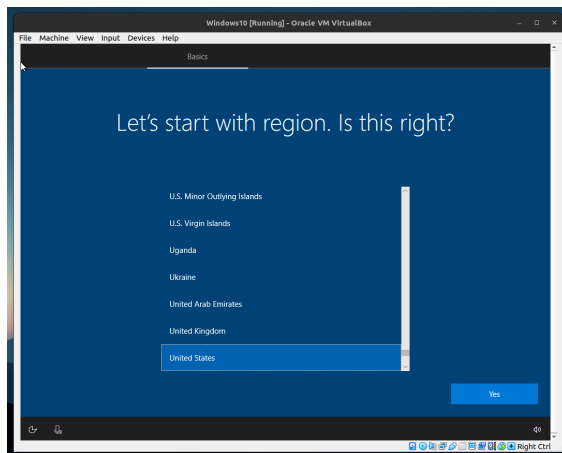 Windows10 [Running] - Oracle VM VirtualBox
File Machine View Input Devices Help
Basics
Let's start with region. Is this right?
U.S. Minor Outlying Islands
U.S. Virgin Islands
Uganda
Ukraine
United Arab Emirates
United Kingdom
United States
Yes
Right Ctrl